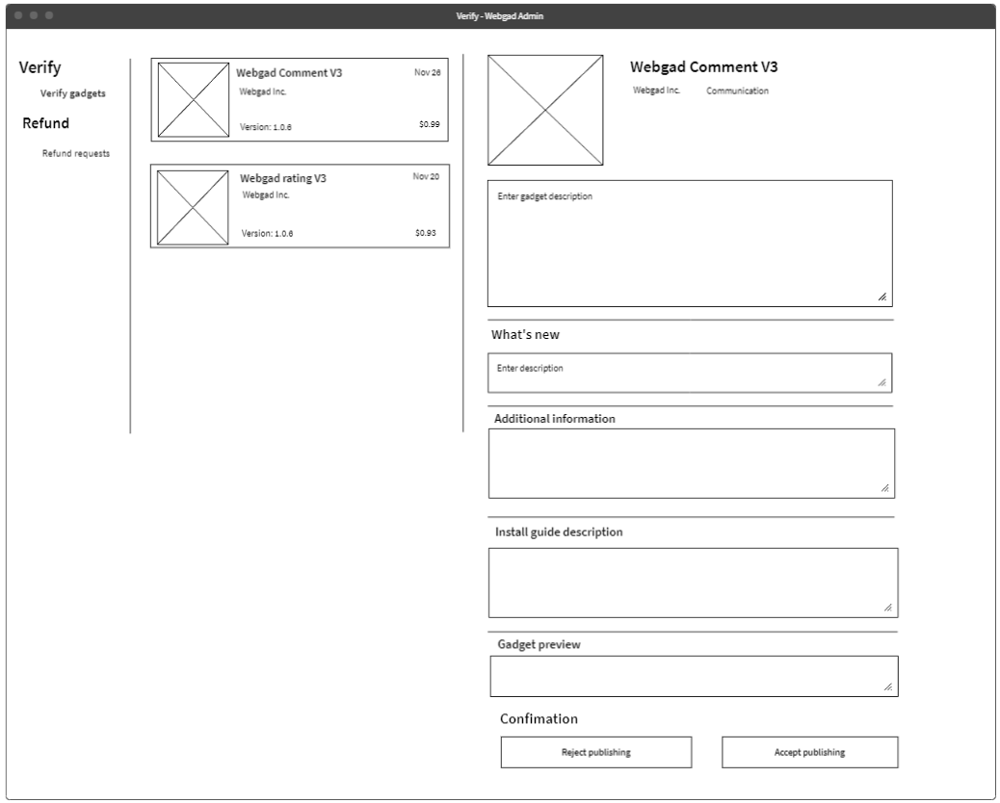 Verify - Webgad Admin
Verify
Verify gadgets
Refund
Refund requests
Webgad Comment V3
Nov 26
Webgad Inc.
Version: 1.0.6
$0.99
Webgad rating V3
Nov 20
Webgad Inc.
Version: 1.0.6
$0.93
Webgad Comment V3
Webgad Inc.
Communication
Enter gadget description
What's new
Enter description
Additional information
Install guide description
Gadget preview
Confimation
Reject publishing
Accept publishing